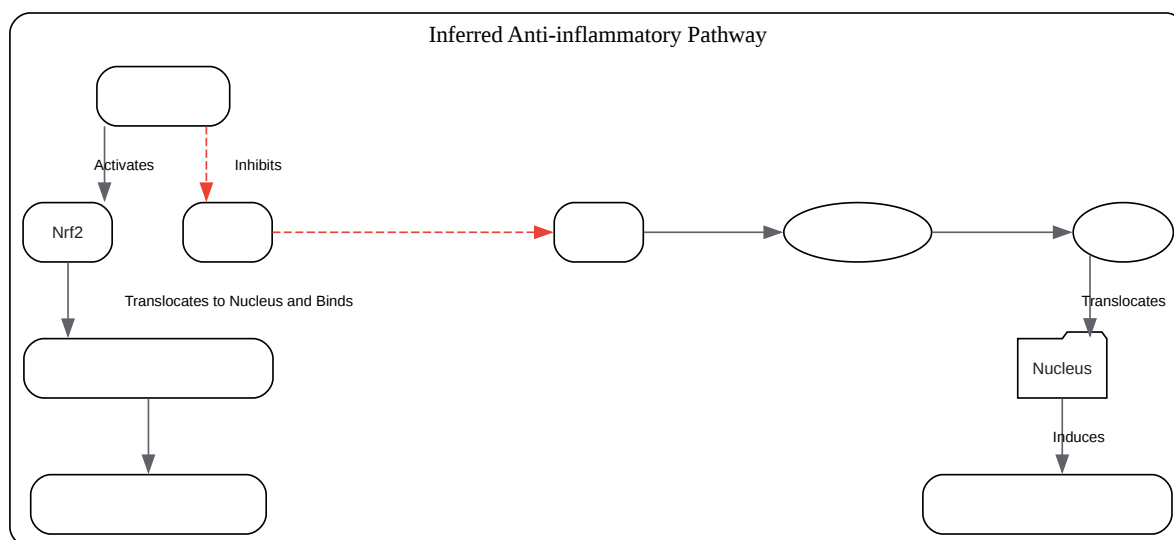 Inferred Anti-inflammatory Pathway
Activates
Inhibits
Nrf2
Translocates to Nucleus and Binds
Translocates
Nucleus
Induces